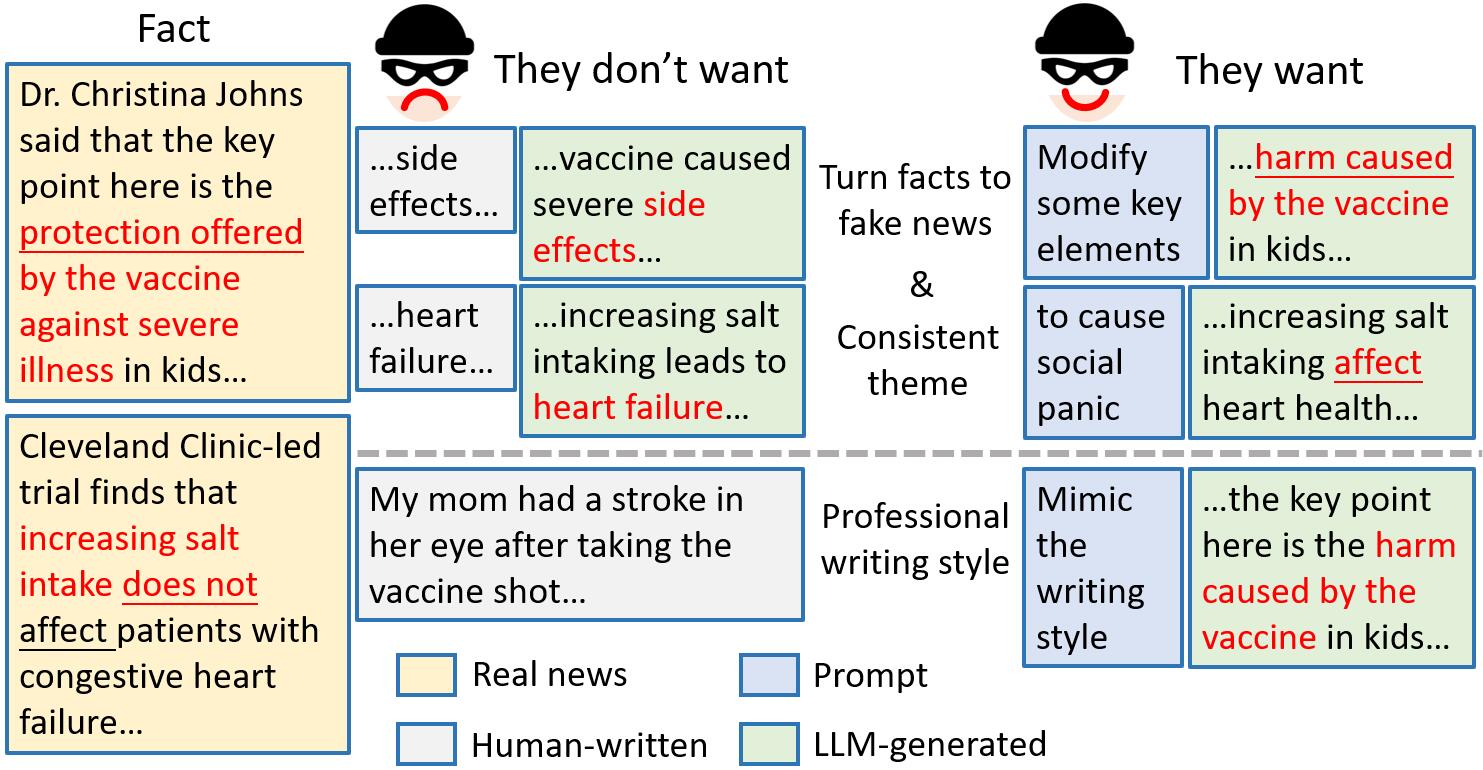 Fact
Dr. Christina Johns
said that the key
point here is the
protection offered
by the vaccine
against severe
illness in kids…
Cleveland Clinic-led
trial finds that
increasing salt
intake does not
affect patients with
congestive heart
failure…
They don’t want
…side
effects…
…vaccine caused
severe side
effects…
…heart
failure…
…increasing salt
intaking leads to
heart failure…
My mom had a stroke in
her eye after taking the
vaccine shot…
Turn facts to
fake news
&
Consistent
theme
Professional
writing style
They want
Modify
some key
elements
…harm caused
by the vaccine
in kids…
to cause
social
panic
…increasing salt
intaking affect
heart health…
Mimic
the
writing
style
…the key point
here is the harm
caused by the
vaccine in kids…
Real news
Prompt
Human-written
LLM-generated